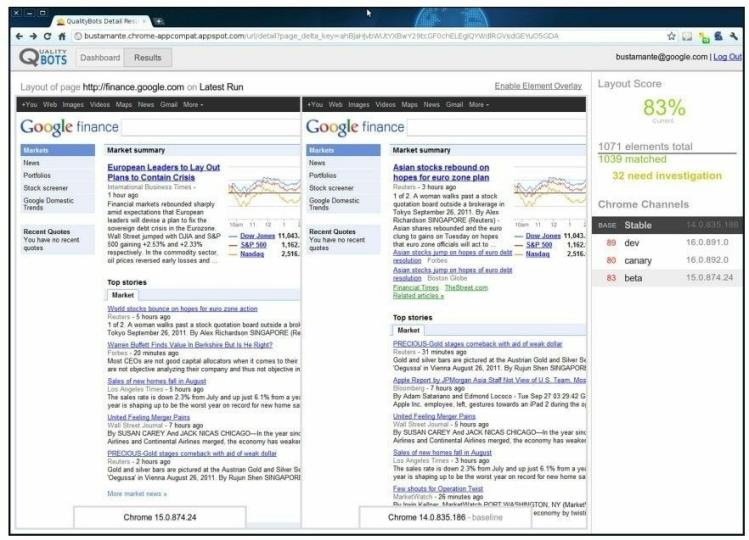 QualityBots Detail Res
bustamante.chrome-appcompat.appspot.com/url/detail?page_delta_key=
QUALITY BOTS
Dashboard
Results
bustamante@google.com | Log Out
Layout of page http://finance.google.com on Latest Run
Enable Element Overlay
+You Web Images Videos Maps News Gmail More
Google finance
Markets
News
Portfolios
Stock screener
Google Domestic
Trends
Recent Quotes
You have no recent
quotes
Market summary
European Leaders to Lay Out
Plans to Contain Crisis
International Business Times -
1 hour ago
Financial markets rebounded sharply
amid expectations that European
leaders will devise a plan to fix the
sovereign debt crisis in the Eurozone.
Wall Street jumped with DJIA and S&P
500 gaining +2.53% and +2.33%
respectively. In the commodity sector,
oil prices reversed early losses and ...
10am 11 12 1
Dow Jones 11,043.
S&P 500 1,162.
Nasdaq 2,516.
Top stories
Market
World stocks bounce on hopes for euro zone action
Reuters - 5 hours ago
1 of 2. A woman walks past a stock quotation board outside a brok
Tokyo September 26, 2011. By Alex Richardson SINGAPORE (Re
Warren Buffett Finds Value In Berkshire But Is He Right?
Forbes - 20 minutes ago
Most CEOs are not good capital allocators when it comes to their
are not objective analyzing their company and thus not objective in
Sales of new homes fall in August
Los Angeles Times - 5 hours ago
The sales rate is down 2.3% from July and up just 6.1% from a yea
year is shaping up to be the worst year on record for new home sa
United Feeling Merger Pains
Wall Street Journal - 7 hours ago
By SUSAN CAREY And JACK NICAS CHICAGO—In the year sinc
Airlines and Continental Airlines merged, the economy has weaker
PRECIOUS-Gold stages comeback with aid of weak dollar
Reuters - 2 hours ago
Gold and silver bars are pictured at the Austrian Gold and Silver Se
'Oegussa' in Vienna August 26, 2011. By Rujun Shen SINGAPORE
More market news »
Chrome 15.0.874.24
+You Web Images Videos Maps News Gmail More
Google finance
Markets
News
Portfolios
Stock screener
Google Domestic
Trends
Recent Quotes
You have no recent
quotes
Market summary
Asian stocks rebound on
hopes for euro zone plan
Reuters - 3 hours ago
1 of 2. A woman walks past a stock
quotation board outside a brokerage in
Tokyo September 26, 2011. By Alex
Richardson SINGAPORE (Reuters) -
Asian shares rebounded and the euro
clung to gains on Tuesday on hopes
that euro zone officials will act to ...
Asian stocks jump on hopes of euro debt
resolution Forbes
Asian stocks jump on hopes of euro debt
resolution Boston Globe
Financial Times TheStreet.com
Related articles »
10am 11 12 1
Dow Jones 11,043.
S&P 500 1,162.
Nasdaq 2,516.
Top stories
Market
PRECIOUS-Gold stages comeback with aid of weak dollar
Reuters - 31 minutes ago
Gold and silver bars are pictured at the Austrian Gold and Silver Se
'Oegussa' in Vienna August 26, 2011. By Rujun Shen SINGAPORE
Apple Report by JPMorgan Asia Staff Not View of U.S. Team, Mos
Bloomberg - 7 hours ago
By Adam Satariano and Edmond Lococo - Tue Sep 27 03:29:42 G
Apple Inc. employee, left, gestures towards an iPad 2 during the
United Feeling Merger Pains
Wall Street Journal - 5 hours ago
By SUSAN CAREY And JACK NICAS CHICAGO—In the year sinc
Airlines and Continental Airlines merged, the economy has weaker
Sales of new homes fall in August
Los Angeles Times - 3 hours ago
The sales rate is down 2.3% from July and up just 6.1% from a yea
year is shaping up to be the worst year on record for new home sa
Few shouts for Operation Twist
MarketWatch - 26 minutes ago
By Irwin Kellner, MarketWatch PORT WASHINGTON, NY (Market
economy by twisti
Chrome 14.0.835.186 - baseline
Layout Score
83%
Current
1071 elements total
1039 matched
32 need investigation
Chrome Channels
BASE Stable 14.0.835.186
89 dev 16.0.891.0
80 canary 16.0.892.0
83 beta 15.0.874.24